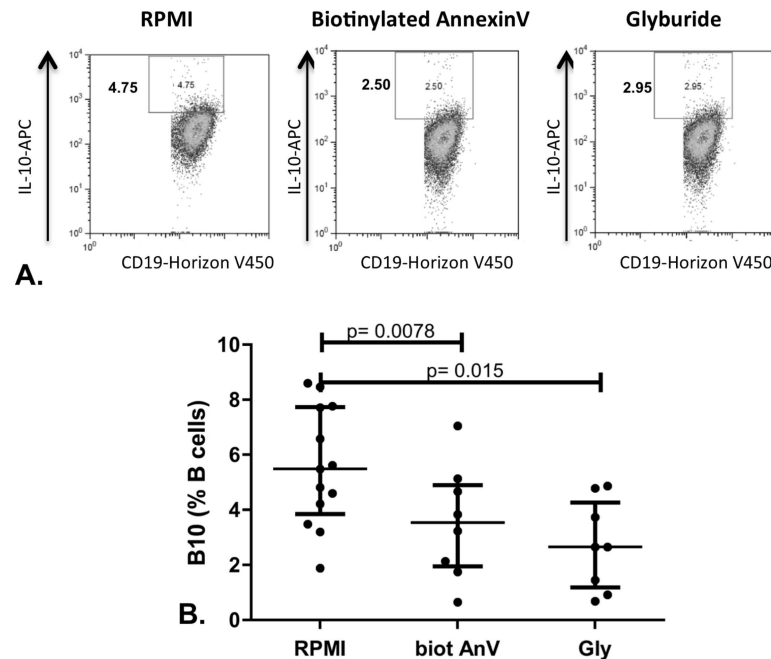 RPMI Biotinylated AnnexinV Glyburide
10⁴ 10⁴ 10⁴
4.75 4.75 2.50 2.50 2.95 2.95
10³ 10³ 10³
IL-10-APC IL-10-APC IL-10-APC
10² 10² 10²
10¹ 10¹ 10¹
10⁰ 10⁰ 10⁰
10⁰ 10⁰ 10⁰
CD19-Horizon V450 CD19-Horizon V450 CD19-Horizon V450
A.
10
p= 0.0078
p= 0.015
8
6
B10 (% B cells)
4
2
B.
0
RPMI biot AnV Gly